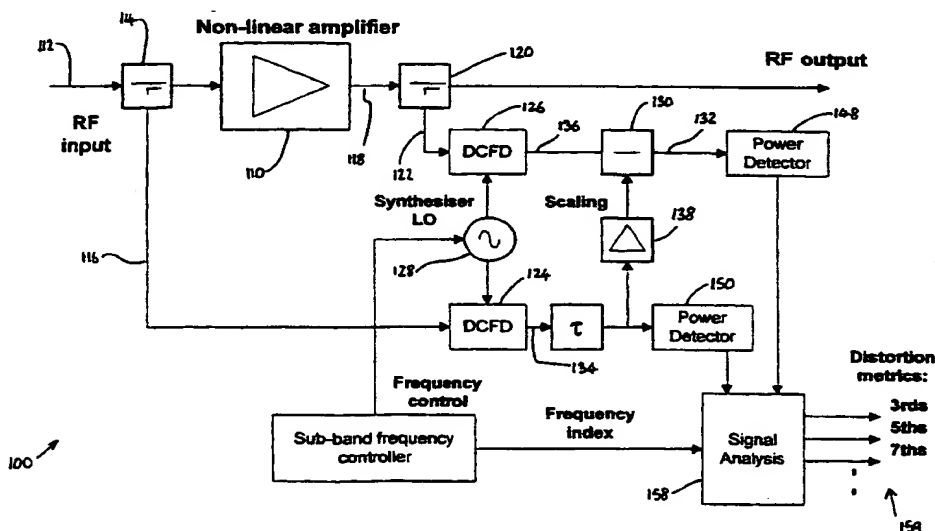 Non-linear amplifier
RF output
RF
input
DCFD
Power
Detector
Synthesiser
LO
Scaling
DCFD
τ
Power
Detector
Frequency
control
Frequency
index
Sub-band frequency
controller
Signal
Analysis
Distortion
metrics:
3rds
5ths
7ths
112
114
110
118
120
122
126
136
130
132
148
116
128
138
124
134
150
100
158
159